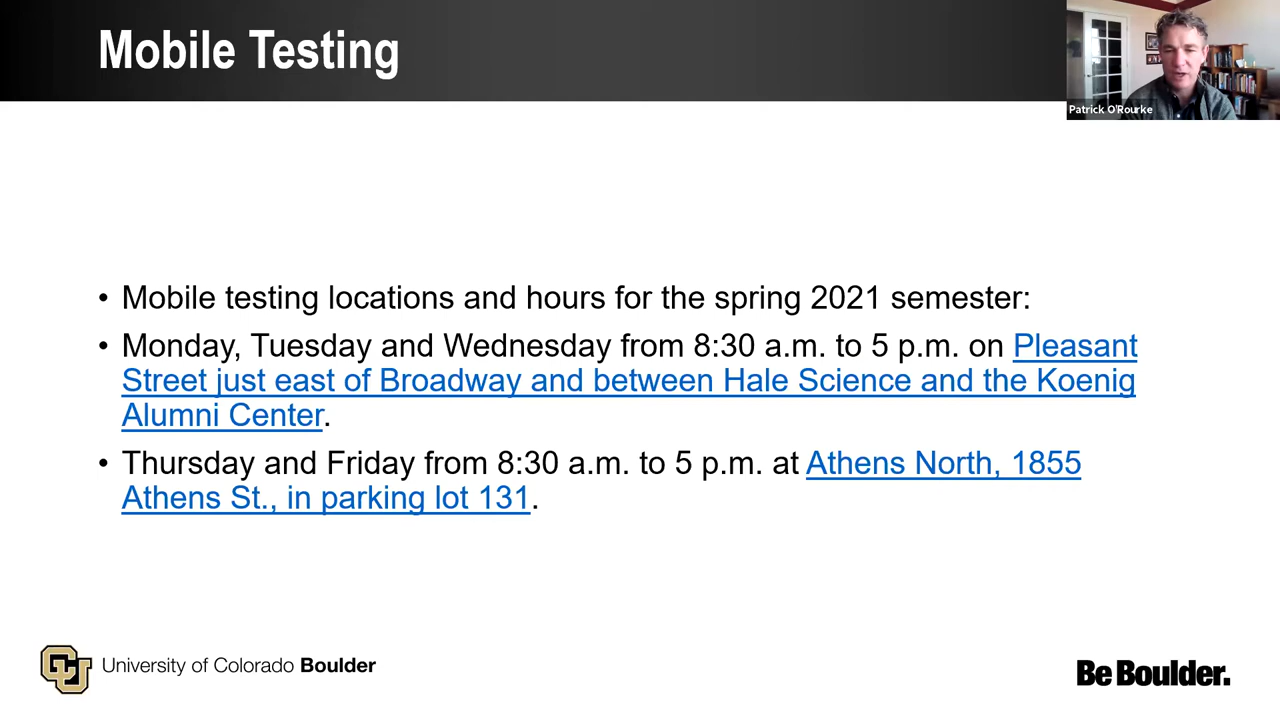 Mobile Testing
Patrick O'Rourke
• Mobile testing locations and hours for the spring 2021 semester:
• Monday, Tuesday and Wednesday from 8:30 a.m. to 5 p.m. on Pleasant
Street just east of Broadway and between Hale Science and the Koenig
Alumni Center.
• Thursday and Friday from 8:30 a.m. to 5 p.m. at Athens North, 1855
Athens St., in parking lot 131.
CU University of Colorado Boulder
Be Boulder.